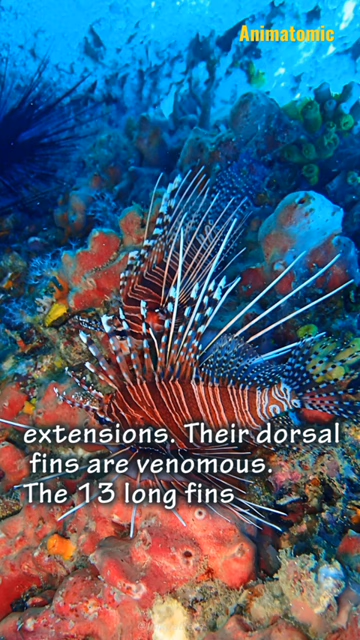 Animatomic
extensions. Their dorsal
fins are venomous.
The 13 long fins